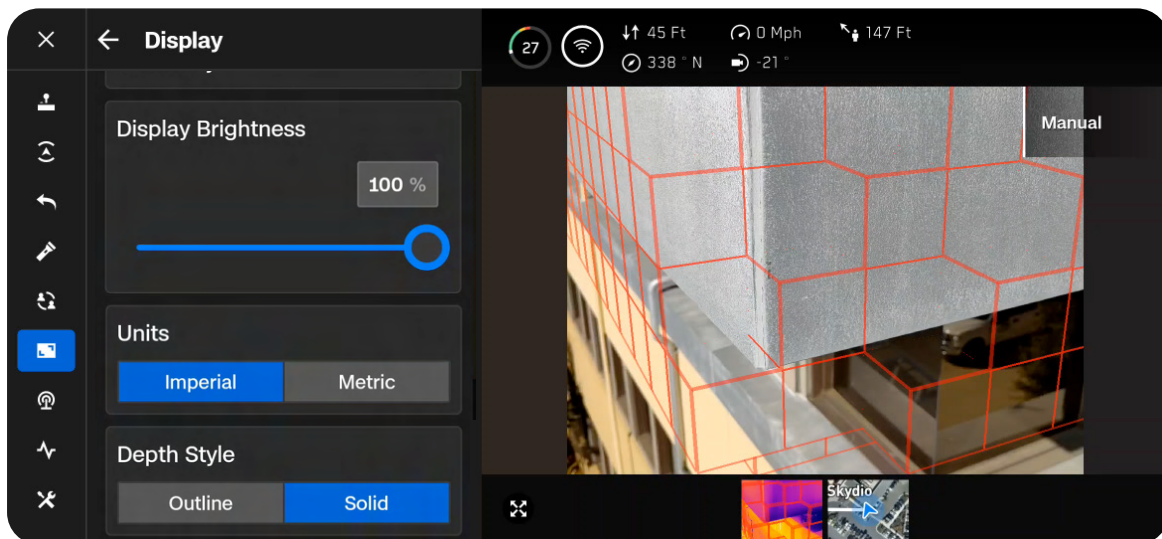 Display
Display Brightness
100 %
Units
Imperial Metric
Depth Style
Outline Solid
27
45 Ft 0 Mph 147 Ft
338 ° N -21 °
Manual
Skydio